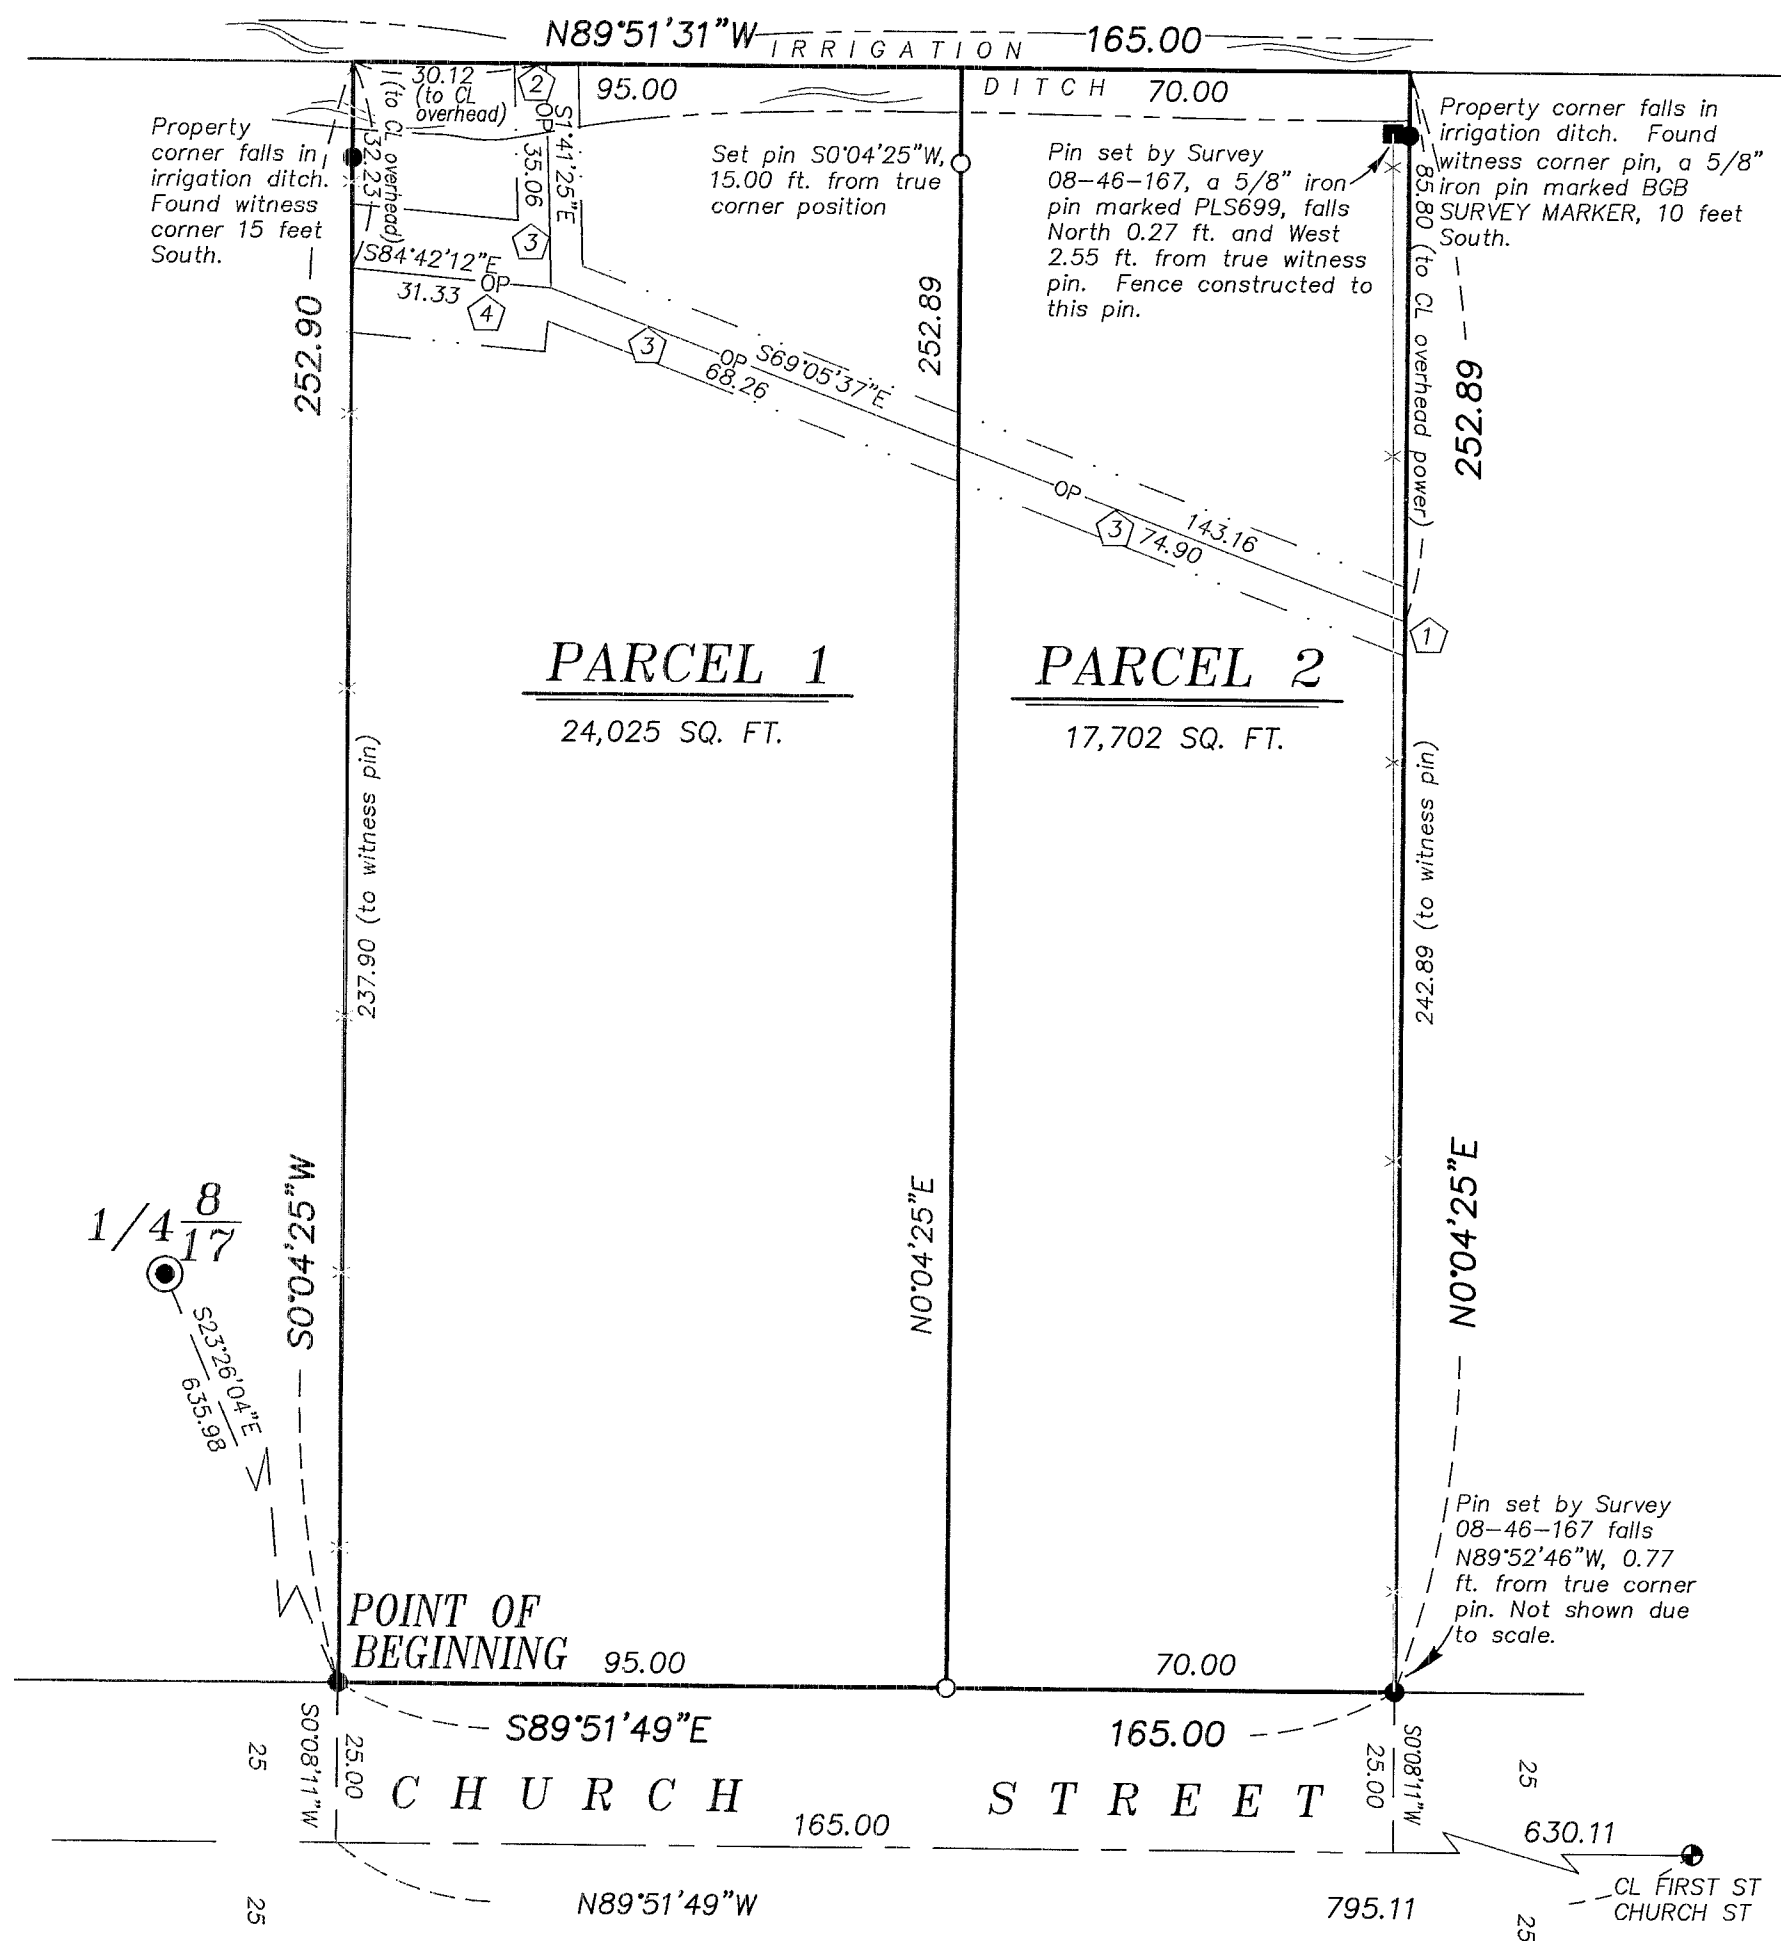 N89°51'31"W
165.00
IRRIGATION
DITCH
30.12
(to CL
overhead)
2
95.00
70.00
OP
S1°41'25"E
35.06
32.23
(to CL overhead)
Property
corner falls in
irrigation ditch.
Found witness
corner 15 feet
South.
Set pin S0°04'25"W,
15.00 ft. from true
corner position
Pin set by Survey
08-46-167, a 5/8" iron
pin marked PLS699, falls
North 0.27 ft. and West
2.55 ft. from true witness
pin. Fence constructed to
this pin.
Property corner falls in
irrigation ditch. Found
witness corner pin, a 5/8"
iron pin marked BGB
SURVEY MARKER, 10 feet
South.
85.80 (to CL overhead power)
3
S84°42'12"E
OP
31.33
4
252.90
252.89
252.89
3
OP
S69°05'37"E
68.26
OP
3
143.16
74.90
1
PARCEL 1
24,025 SQ. FT.
PARCEL 2
17,702 SQ. FT.
237.90 (to witness pin)
242.89 (to witness pin)
1/4 8
17
S0°04'25"W
N0°04'25"E
N0°04'25"E
S23°26'04"E
635.98
Pin set by Survey
08-46-167 falls
N89°52'46"W, 0.77
ft. from true corner
pin. Not shown due
to scale.
POINT OF
BEGINNING
95.00
70.00
S89°51'49"E
165.00
25
S0°08'11"W
25.00
S0°08'11"W
25.00
25
CHURCH STREET
165.00
630.11
N89°51'49"W
795.11
CL FIRST ST
CHURCH ST
25
25